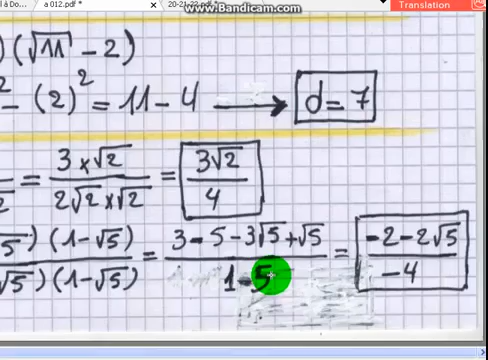 à Do... × a 012.pdf * × 20-21-22.pdf * × Translation
www.Bandicam.com
)(√11 - 2)
² - (2)² = 11 - 4 ⟶ d = 7
= 3×√2 / 2√2×√2 = 3√2 / 4
√5)(1-√5) / √5)(1-√5) = 3 - 5 - 3√5 + √5 / 1-5 = -2 - 2√5 / -4